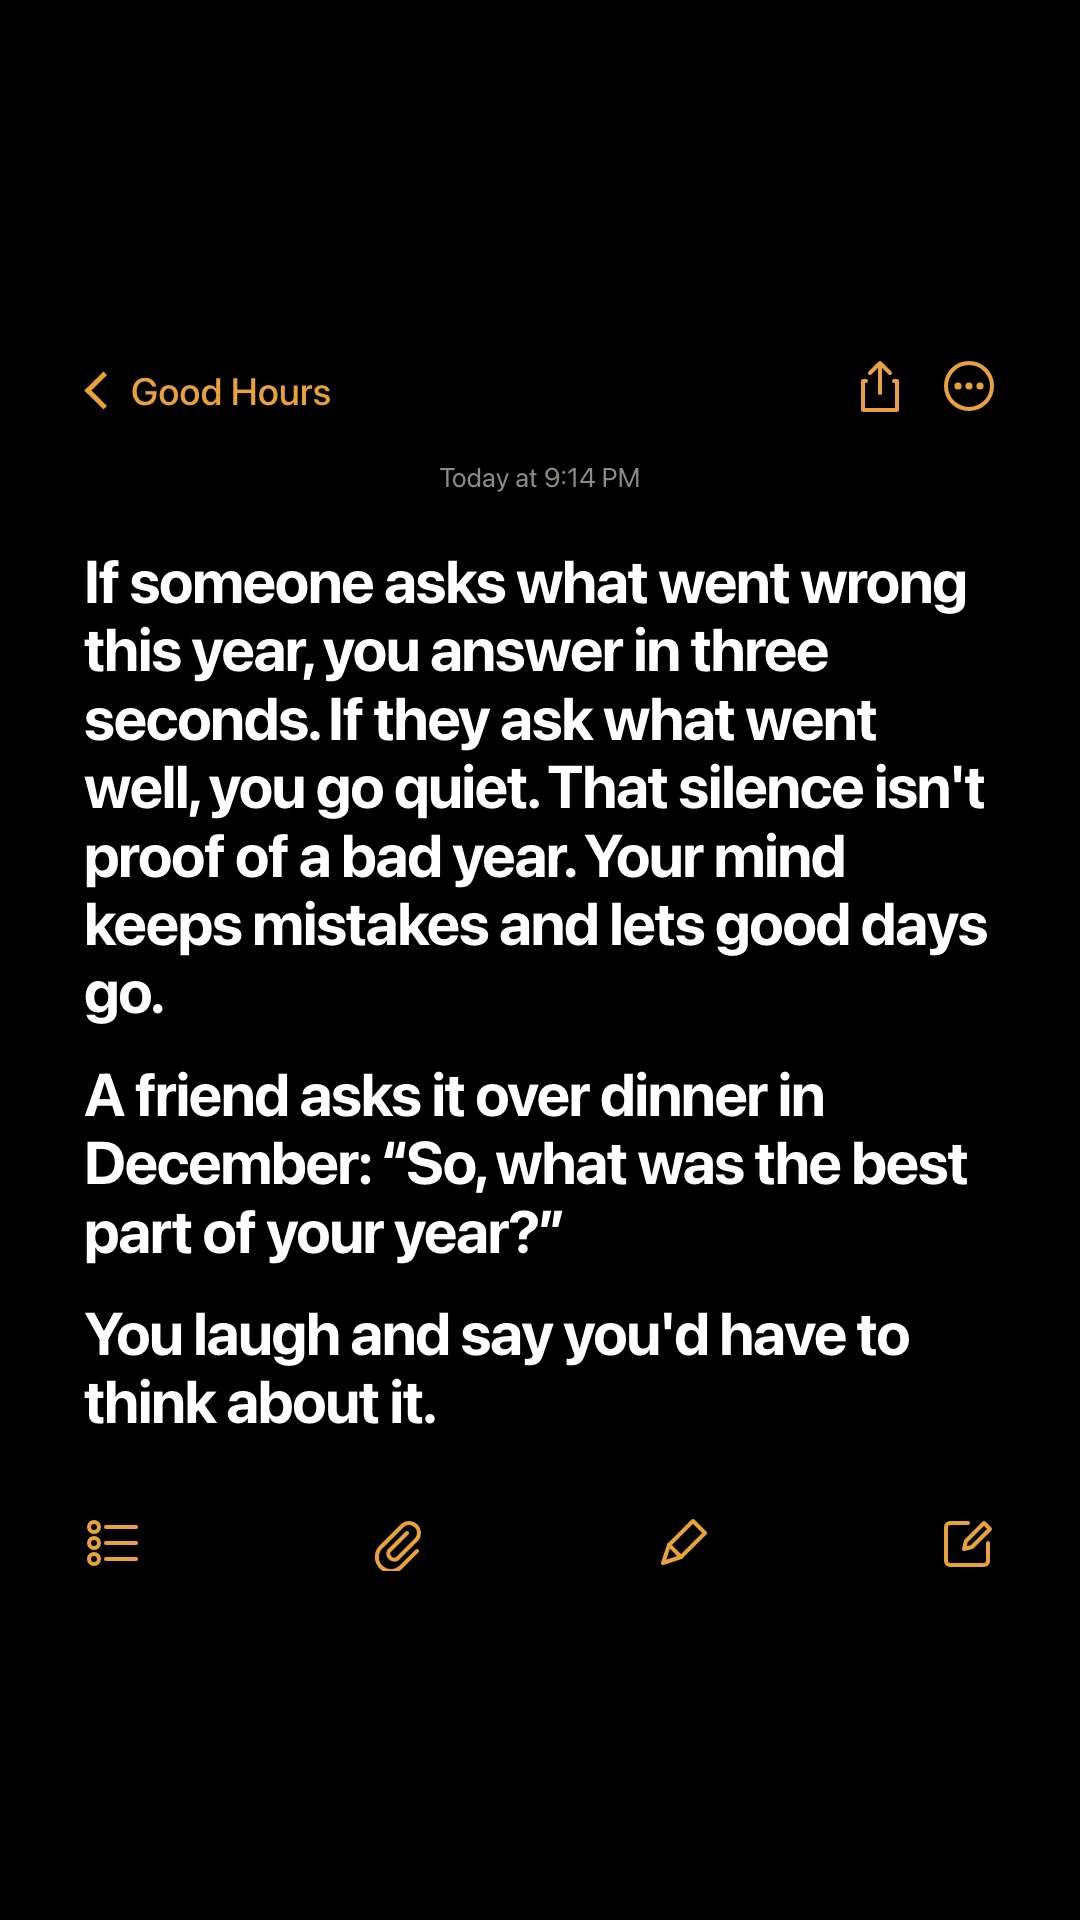 Good Hours
Today at 9:14 PM
If someone asks what went wrong
this year, you answer in three
seconds. If they ask what went
well, you go quiet. That silence isn't
proof of a bad year. Your mind
keeps mistakes and lets good days
go.
A friend asks it over dinner in
December: “So, what was the best
part of your year?”
You laugh and say you'd have to
think about it.